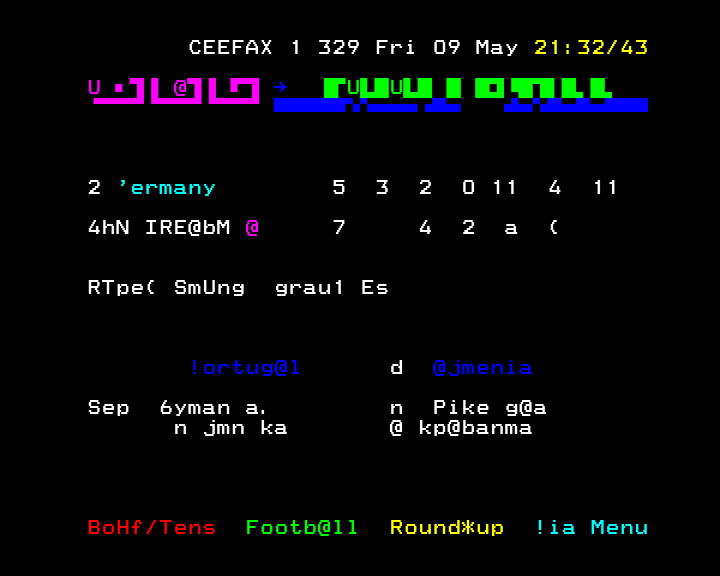 CEEFAX 1 329 Fri 09 May 21:32/43
2 'ermany 5 3 2 0 11 4 11
4hN IRE@bM @ 7 4 2 a (
RTpe( SmUng grau1 Es
!ortug@l d @jmenia
Sep 6yman a. n Pike g@a
n jmn ka @ kp@banma
BoHf/Tens Footb@ll Round*up !ia Menu